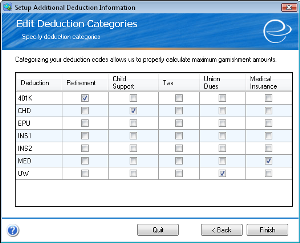 Setup Additional Deduction Information
Edit Deduction Categories
Specify deduction categories
Categorizing your deduction codes allows us to properly calculate maximum garnishment amounts.
Deduction Retirement Child Support Tax Union Dues Medical Insurance
401K
CHD
EPU
INS1
INS2
MED
UW
Quit < Back Finish